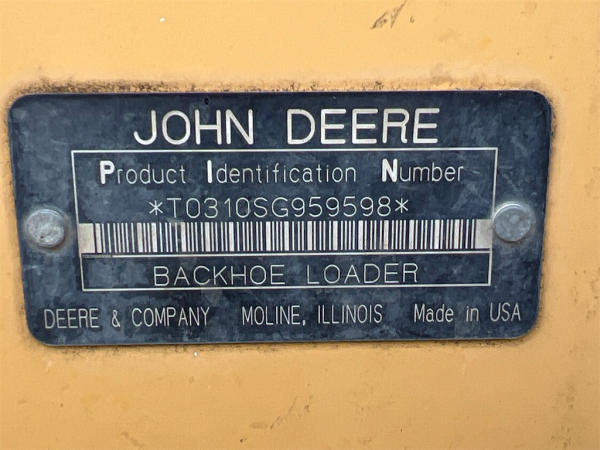 JOHN DEERE
Product Identification Number
*T0310SG959598*
BACKHOE LOADER
DEERE & COMPANY MOLINE, ILLINOIS Made in USA